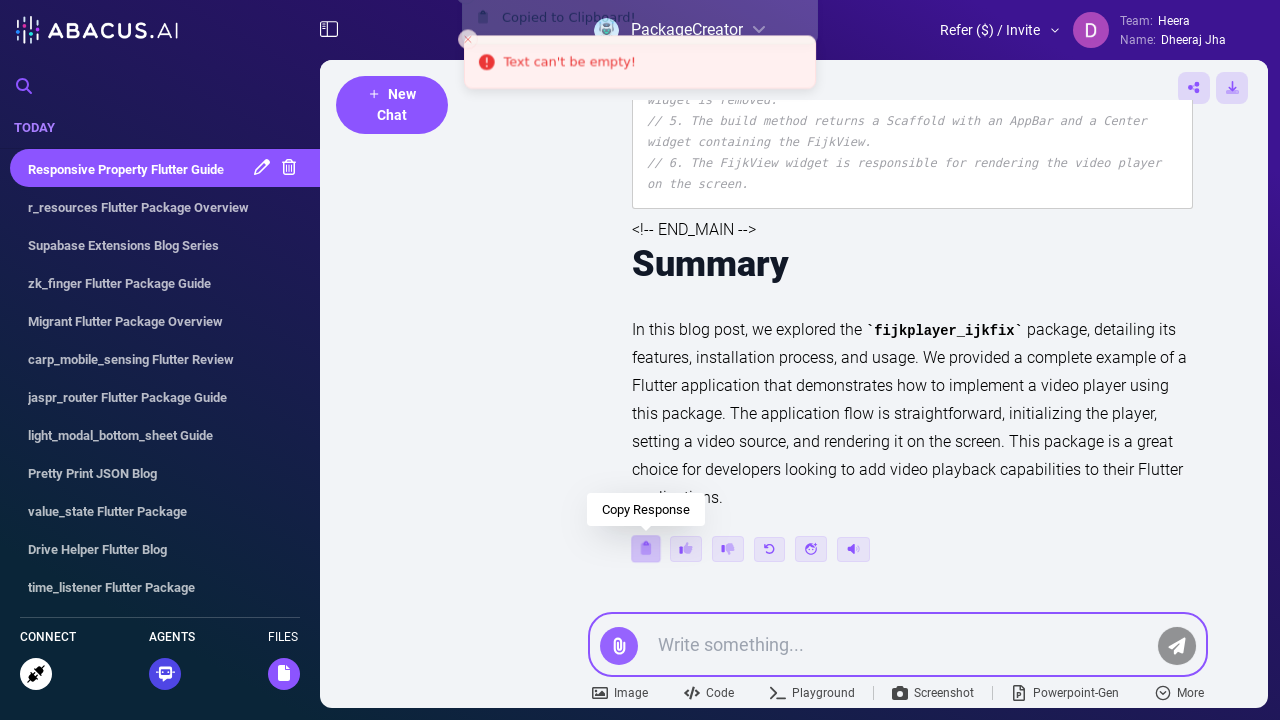 ABACUS.AI
Copied to Clipboard!
PackageCreator
Refer ($) / Invite
D
Team: Heera
Name: Dheeraj Jha
Text can't be empty!
New
Chat
TODAY
Responsive Property Flutter Guide
r_resources Flutter Package Overview
Supabase Extensions Blog Series
zk_finger Flutter Package Guide
Migrant Flutter Package Overview
carp_mobile_sensing Flutter Review
jaspr_router Flutter Package Guide
light_modal_bottom_sheet Guide
Pretty Print JSON Blog
value_state Flutter Package
Drive Helper Flutter Blog
time_listener Flutter Package
CONNECT
AGENTS
FILES
widget is removed.
// 5. The build method returns a Scaffold with an AppBar and a Center
widget containing the FijkView.
// 6. The FijkView widget is responsible for rendering the video player
on the screen.
<!-- END_MAIN -->
Summary
In this blog post, we explored the `fijkplayer_ijkfix` package, detailing its
features, installation process, and usage. We provided a complete example of a
Flutter application that demonstrates how to implement a video player using
this package. The application flow is straightforward, initializing the player,
setting a video source, and rendering it on the screen. This package is a great
choice for developers looking to add video playback capabilities to their Flutter
Copy Response
Write something...
Image
Code
Playground
Screenshot
Powerpoint-Gen
More